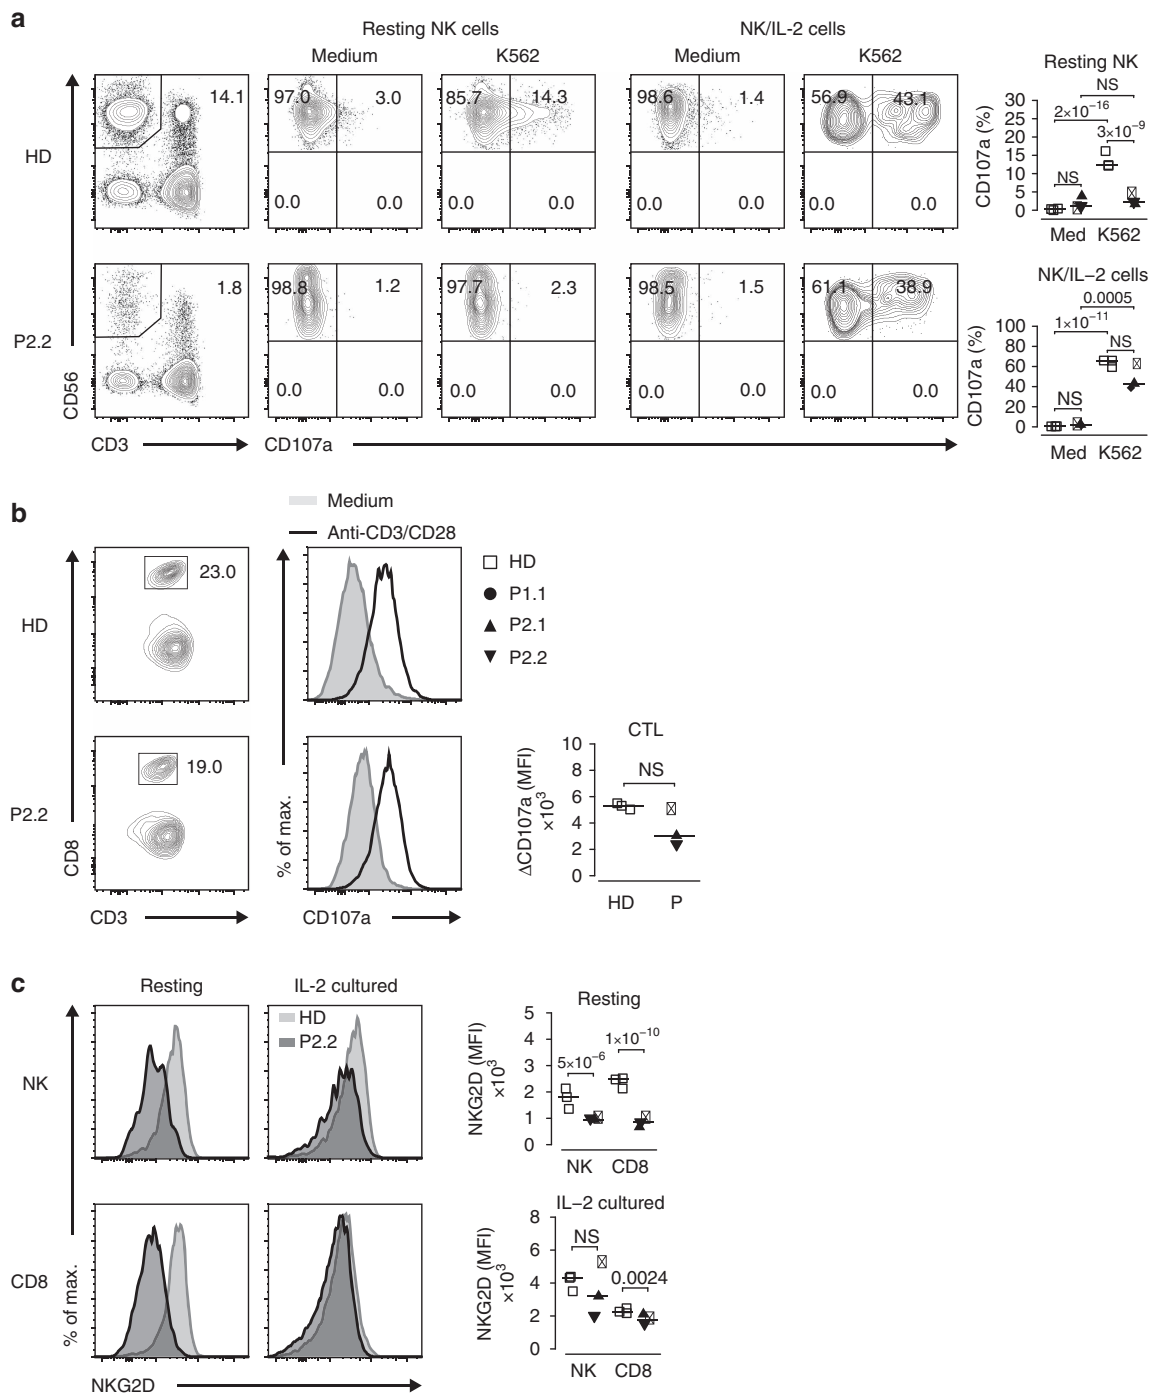 a
Resting NK cells
NK/IL-2 cells
Medium
K562
Medium
K562
HD
14.1
97.0
3.0
0.0
0.0
85.7
14.3
0.0
0.0
98.6
1.4
0.0
0.0
56.9
43.1
0.0
0.0
Resting NK
CD107a (%)
30
25
20
15
10
5
0
NS
2×10⁻¹⁶
3×10⁻⁹
NS
Med K562
P2.2
1.8
98.8
1.2
0.0
0.0
97.7
2.3
0.0
0.0
98.5
1.5
0.0
0.0
61.1
38.9
0.0
0.0
CD56
CD3
CD107a
NK/IL−2 cells
CD107a (%)
100
80
60
40
20
0
0.0005
1×10⁻¹¹
NS
NS
Med K562
b
Medium
Anti-CD3/CD28
HD
23.0
HD
P1.1
P2.1
P2.2
P2.2
19.0
CD8
CD3
% of max.
CD107a
CTL
ΔCD107a (MFI)
×10³
10
8
6
4
2
0
NS
HD P
c
Resting
IL-2 cultured
HD
P2.2
NK
CD8
% of max.
NKG2D
Resting
NKG2D (MFI)
×10³
5
4
3
2
1
0
5×10⁻⁶
1×10⁻¹⁰
NK CD8
IL−2 cultured
NKG2D (MFI)
×10³
8
6
4
2
0
NS
0.0024
NK CD8